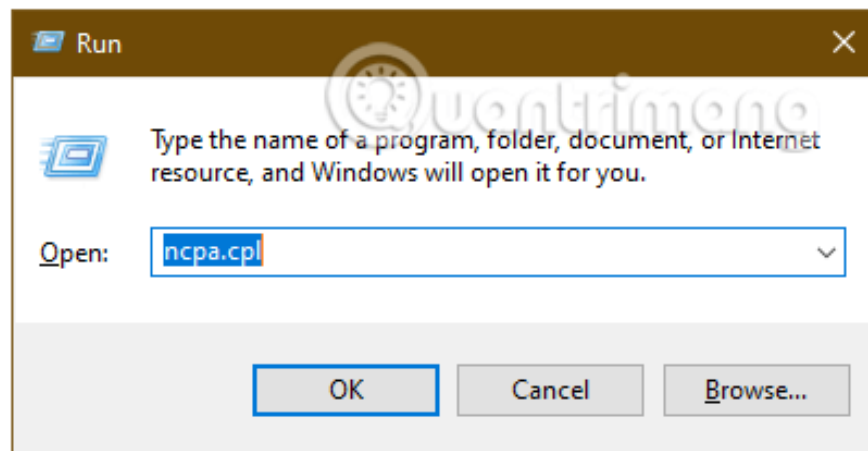 Run
Quantrimang
Type the name of a program, folder, document, or Internet
resource, and Windows will open it for you.
Open:
ncpa.cpl
OK
Cancel
Browse...